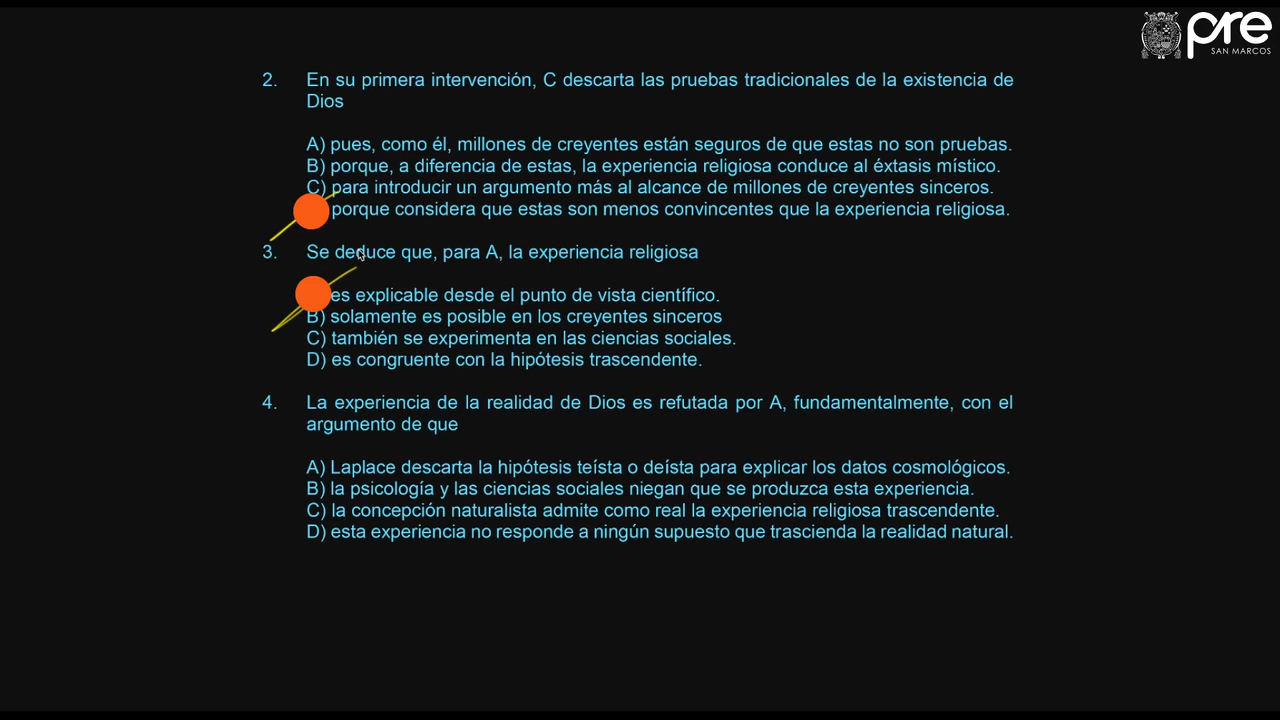 pre
SAN MARCOS
2. En su primera intervención, C descarta las pruebas tradicionales de la existencia de
Dios
A) pues, como él, millones de creyentes están seguros de que estas no son pruebas.
B) porque, a diferencia de estas, la experiencia religiosa conduce al éxtasis místico.
C) para introducir un argumento más al alcance de millones de creyentes sinceros.
porque considera que estas son menos convincentes que la experiencia religiosa.
3. Se deduce que, para A, la experiencia religiosa
es explicable desde el punto de vista científico.
B) solamente es posible en los creyentes sinceros
C) también se experimenta en las ciencias sociales.
D) es congruente con la hipótesis trascendente.
4. La experiencia de la realidad de Dios es refutada por A, fundamentalmente, con el
argumento de que
A) Laplace descarta la hipótesis teísta o deísta para explicar los datos cosmológicos.
B) la psicología y las ciencias sociales niegan que se produzca esta experiencia.
C) la concepción naturalista admite como real la experiencia religiosa trascendente.
D) esta experiencia no responde a ningún supuesto que trascienda la realidad natural.